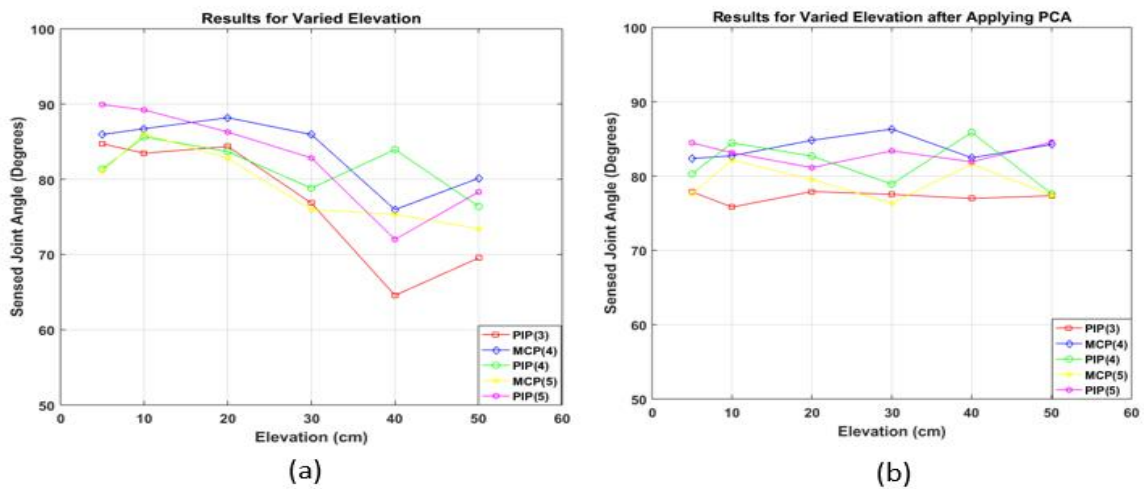 Results for Varied Elevation
100
90
80
70
60
50
Sensed Joint Angle (Degrees)
0
10
20
30
40
50
60
Elevation (cm)
PIP(3)
MCP(4)
PIP(4)
MCP(5)
PIP(5)
(a)
Results for Varied Elevation after Applying PCA
100
90
80
70
60
50
Sensed Joint Angle (Degrees)
0
10
20
30
40
50
60
Elevation (cm)
PIP(3)
MCP(4)
PIP(4)
MCP(5)
PIP(5)
(b)